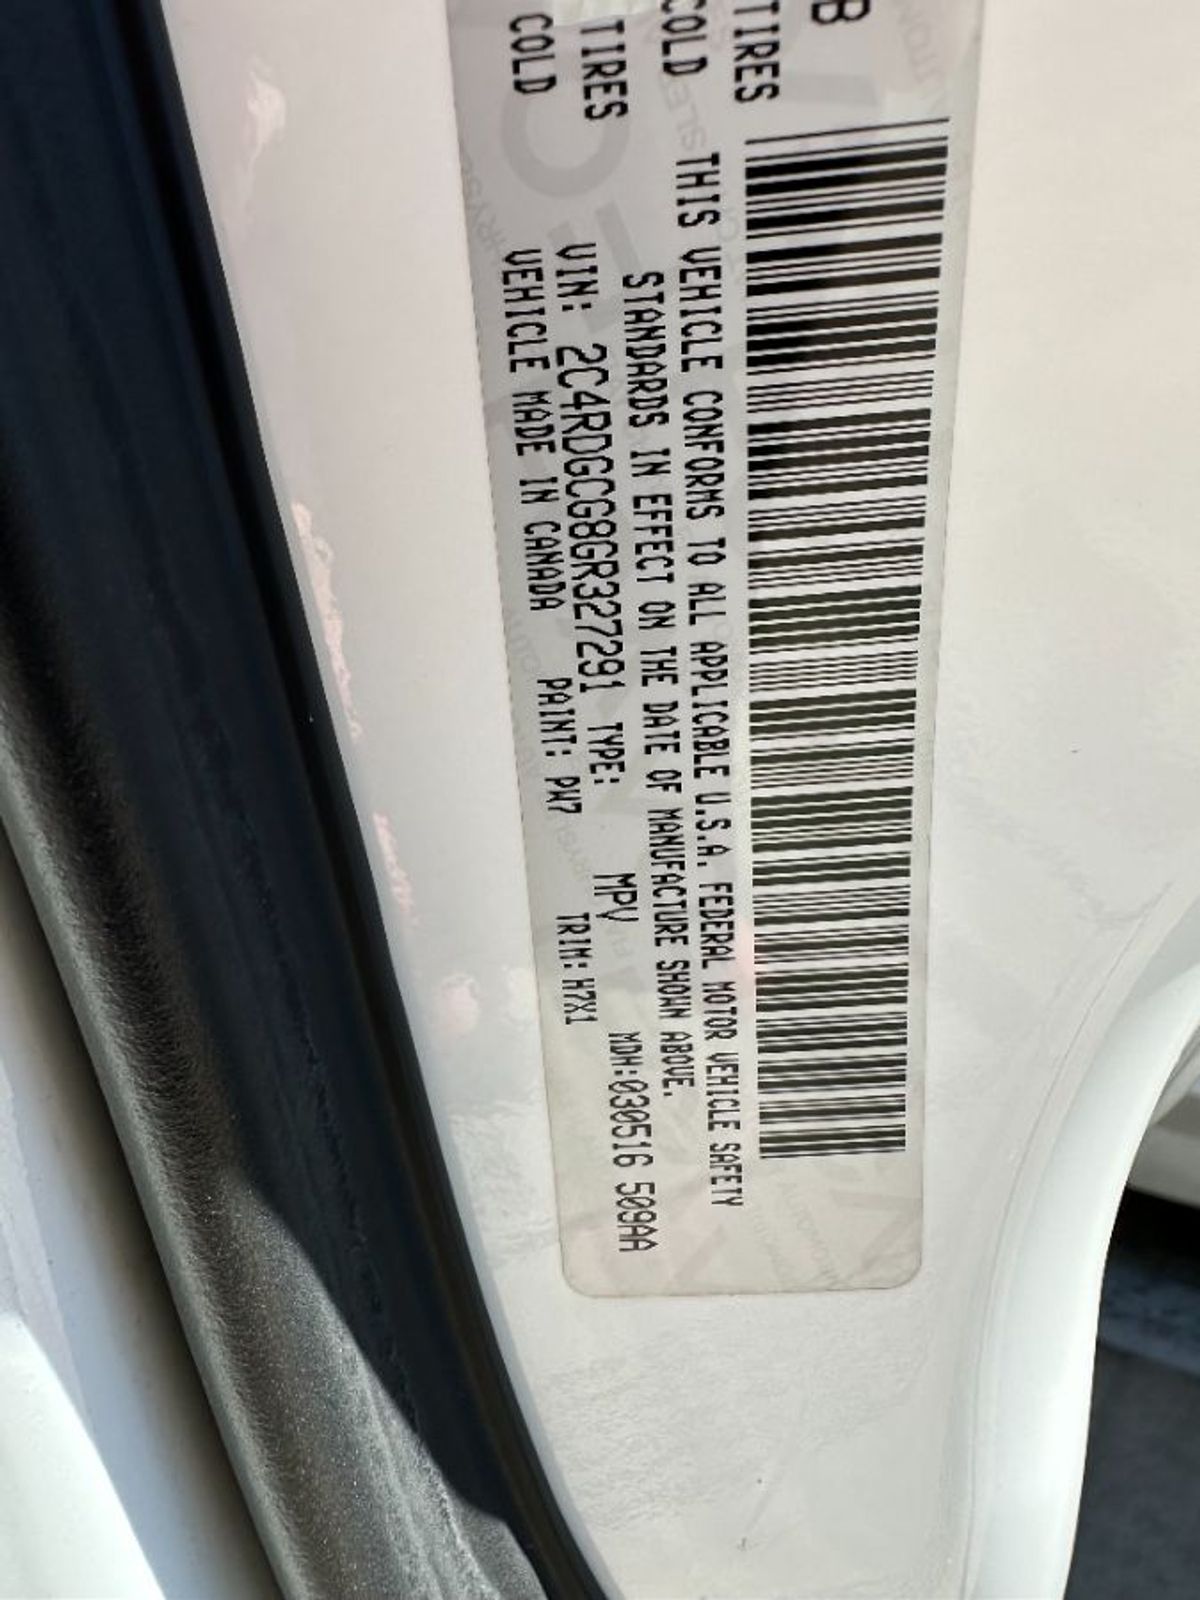 B
TIRES
COLD
TIRES
COLD
THIS VEHICLE CONFORMS TO ALL APPLICABLE U.S.A. FEDERAL MOTOR VEHICLE SAFETY
STANDARDS IN EFFECT ON THE DATE OF MANUFACTURE SHOWN ABOVE.
VIN: 2C4RDGCG8GR327291 TYPE: MPV MDH:030516 509AA
VEHICLE MADE IN CANADA PAINT: PW7 TRIM: H7X1